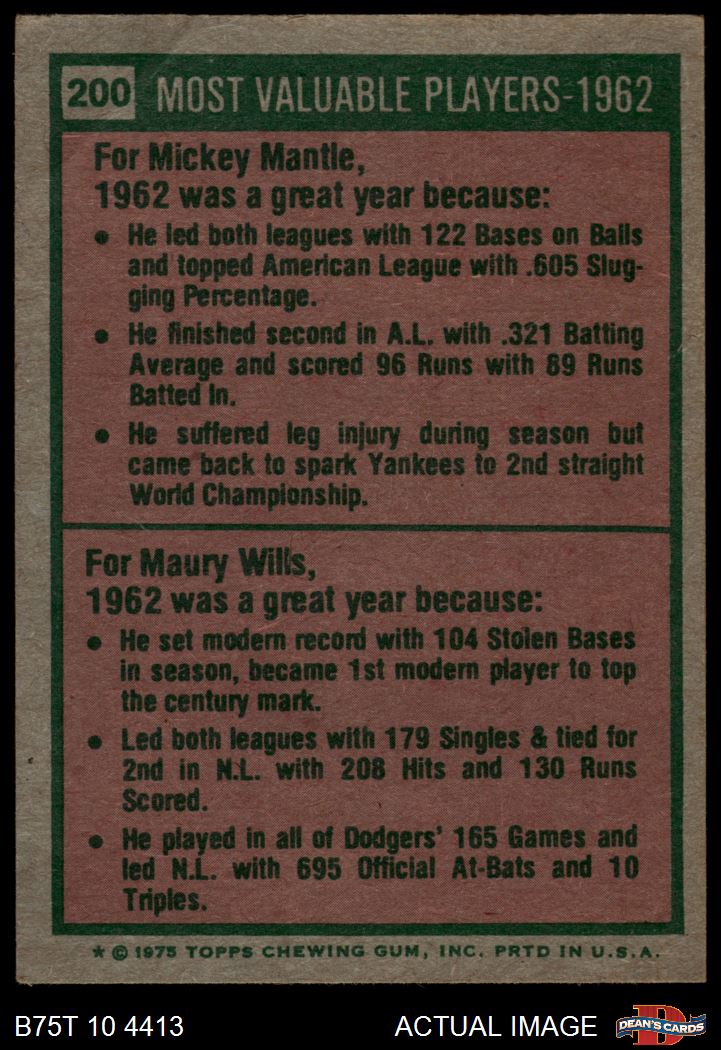 200 MOST VALUABLE PLAYERS-1962
For Mickey Mantle,
1962 was a great year because:
• He led both leagues with 122 Bases on Balls
and topped American League with .605 Slug-
ging Percentage.
• He finished second in A.L. with .321 Batting
Average and scored 96 Runs with 89 Runs
Batted In.
• He suffered leg injury during season but
came back to spark Yankees to 2nd straight
World Championship.
For Maury Wills,
1962 was a great year because:
• He set modern record with 104 Stolen Bases
in season, became 1st modern player to top
the century mark.
• Led both leagues with 179 Singles & tied for
2nd in N.L. with 208 Hits and 130 Runs
Scored.
• He played in all of Dodgers' 165 Games and
led N.L. with 695 Official At-Bats and 10
Triples.
* © 1975 TOPPS CHEWING GUM, INC. PRTD IN U.S.A.
B75T 10 4413
ACTUAL IMAGE
D
DEAN'S CARDS